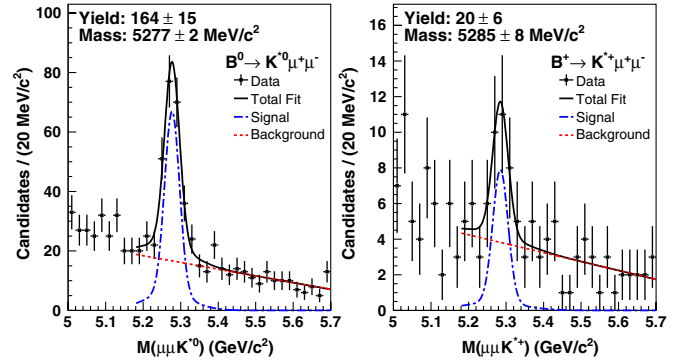 Yield: 164 ± 15
Mass: 5277 ± 2 MeV/c²
B⁰→ K*⁰μ⁺μ⁻
Data
Total Fit
Signal
Background
Candidates / (20 MeV/c²)
100
80
60
40
20
0
5 5.1 5.2 5.3 5.4 5.5 5.6 5.7
M(μμK*⁰) (GeV/c²)
Yield: 20 ± 6
Mass: 5285 ± 8 MeV/c²
B⁺→ K*⁺μ⁺μ⁻
Data
Total Fit
Signal
Background
Candidates / (20 MeV/c²)
16
14
12
10
8
6
4
2
0
5 5.1 5.2 5.3 5.4 5.5 5.6 5.7
M(μμK*⁺) (GeV/c²)